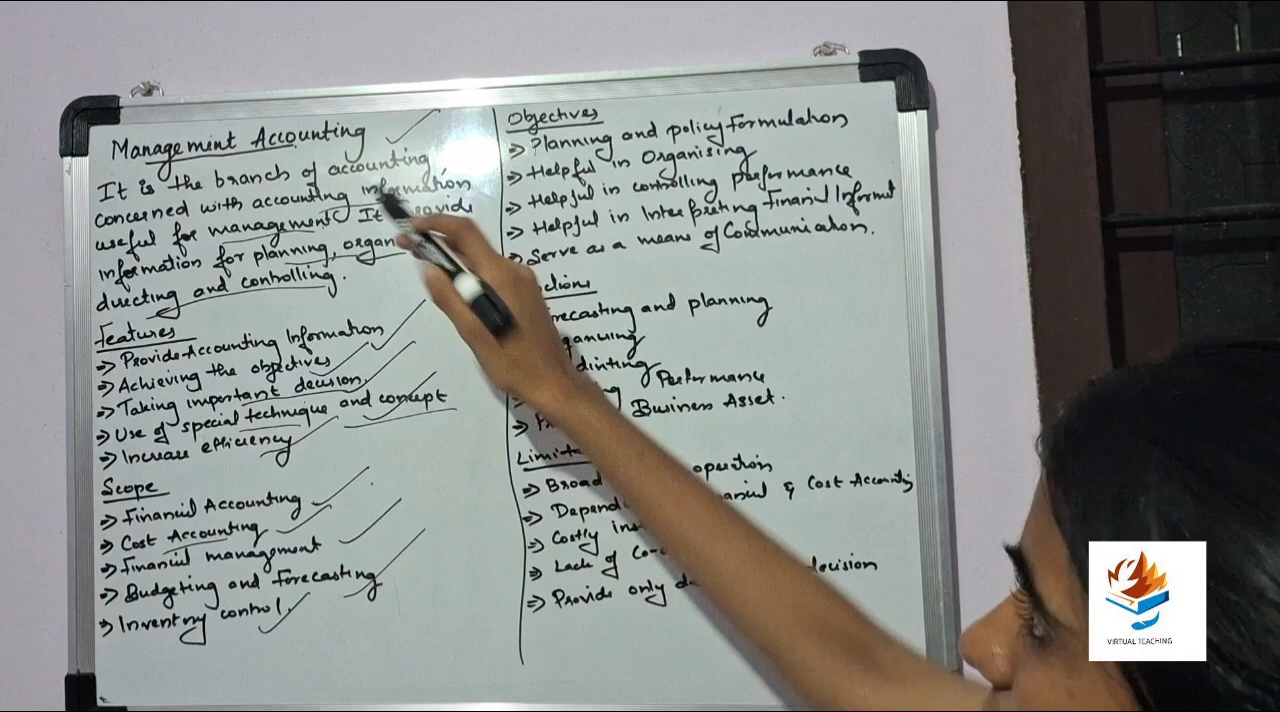 Management Accounting
It is the branch of accounting
concerned with accounting information
useful for management It
information for planning,
directing and controlling.
Features
=> Provide Accounting Information
=> Achieving the objectives
=> Taking important decision.
=> Use of special technique and concept
=> Increase efficiency
Scope
=> Financial Accounting
=> Cost Accounting
=> Financial management
=> Budgeting and Forecasting
=> Inventory control.
Objectives
=> Planning and policy Formulation
=> Helpful in Organising
=> Helpful in controlling performance
=> Helpful in Interpreting Financial Informat
=> Serve as a means of Communication.
and planning
Performance
Business Asset.
=> Broad operation
=> & Cost Accounting
=> Costly
=> Lack of
=> Provide only decision
VIRTUAL TEACHING